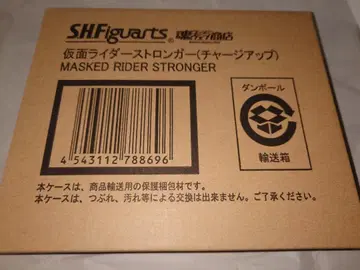 S.H.Figuarts® 魂ウェブ商店
仮面ライダーストロンガー(チャージアップ)
MASKED RIDER STRONGER
ダンボール
輸送箱
4 543112 788696
本ケースは、商品輸送用の保護梱包材です。
本ケースは、つぶれ、汚れ等による交換は出来ません。ご了承ください。